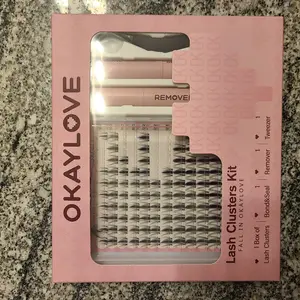 OKAYLOVE
REMOVE
Lash Clusters Kit
FALL IN OKAYLOVE
♥ 1 Box of
Lash Clusters
♥ 1
Bond&Seal
♥ 1
Remover
♥ 1
Tweezer